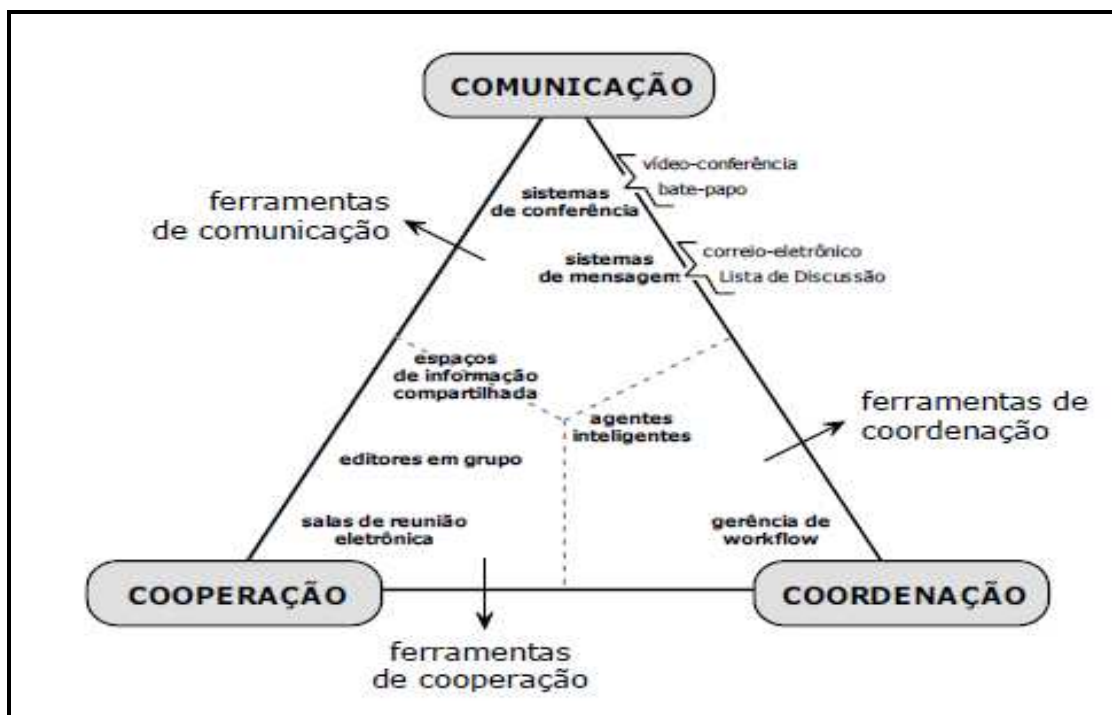 COMUNICAÇÃO
vídeo-conferência
bate-papo
sistemas
de conferência
ferramentas
de comunicação
correio-eletrônico
Lista de Discussão
sistemas
de mensagem
espaços
de informação
compartilhada
agentes
inteligentes
ferramentas de
coordenação
editores em grupo
salas de reunião
eletrônica
gerência de
workflow
COOPERAÇÃO
COORDENAÇÃO
ferramentas
de cooperação